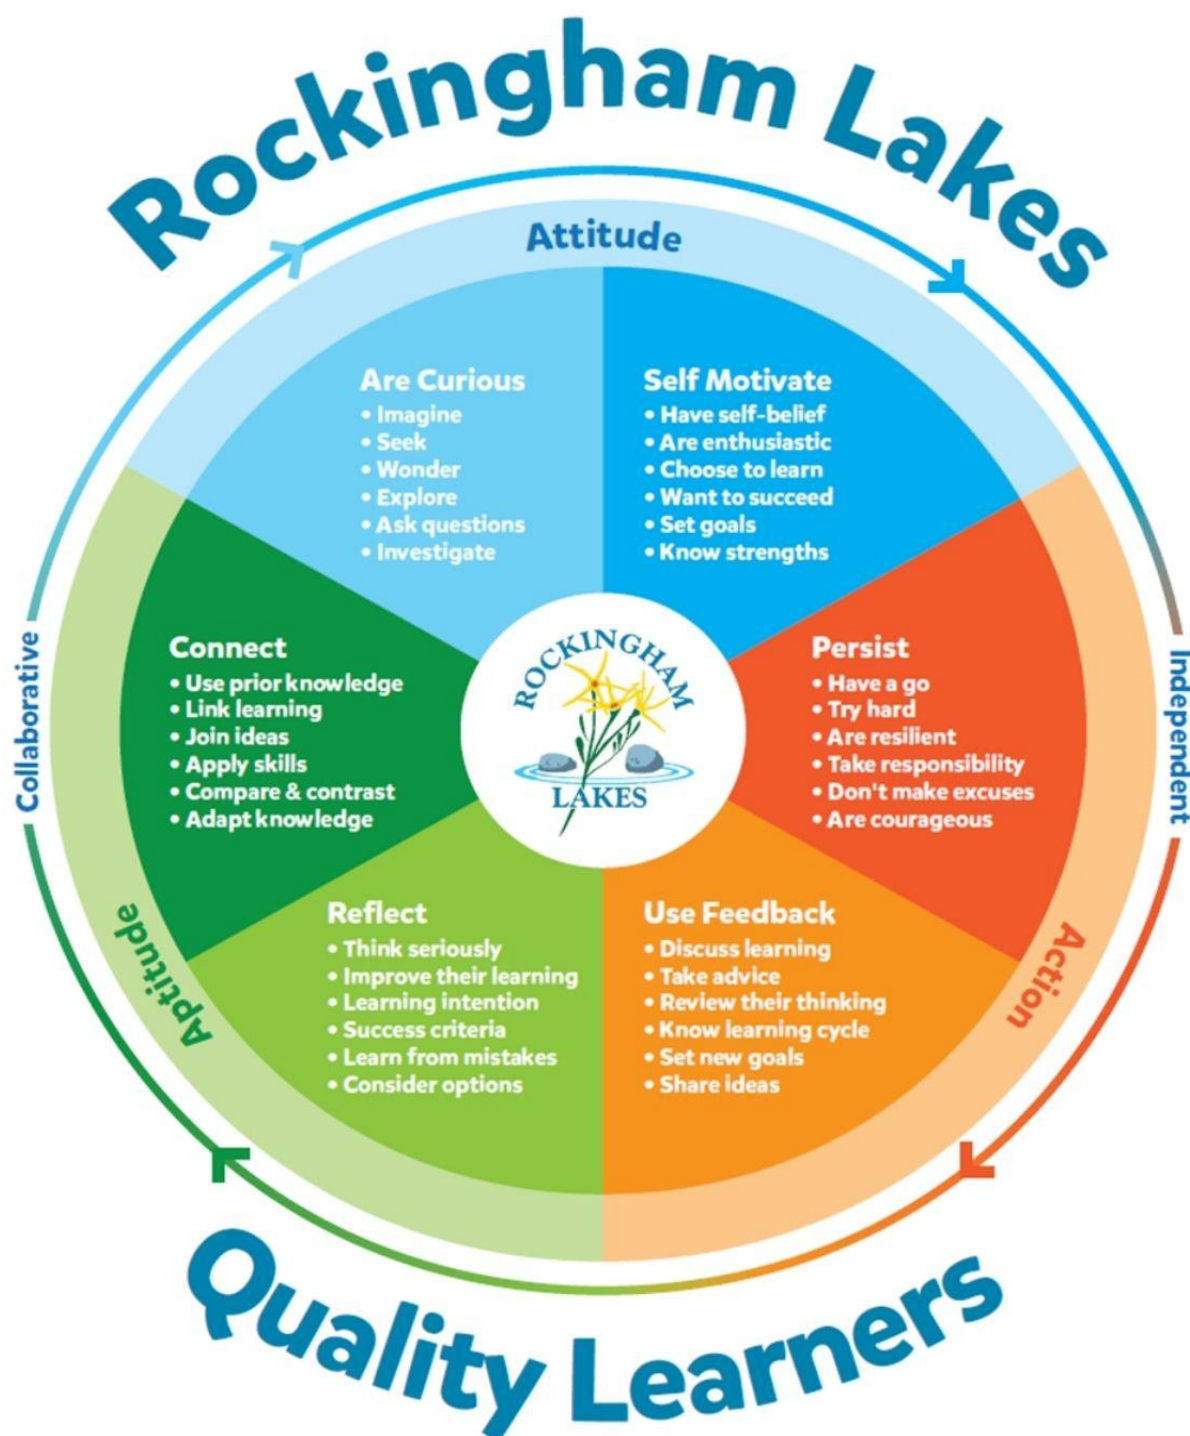 Rockingham Lakes
Attitude
Are Curious
• Imagine
• Seek
• Wonder
• Explore
• Ask questions
• Investigate
Self Motivate
• Have self-belief
• Are enthusiastic
• Choose to learn
• Want to succeed
• Set goals
• Know strengths
Collaborative
Connect
• Use prior knowledge
• Link learning
• Join ideas
• Apply skills
• Compare & contrast
• Adapt knowledge
ROCKINGHAM
LAKES
Persist
• Have a go
• Try hard
• Are resilient
• Take responsibility
• Don't make excuses
• Are courageous
Independent
Aptitude
Reflect
• Think seriously
• Improve their learning
• Learning intention
• Success criteria
• Learn from mistakes
• Consider options
Use Feedback
• Discuss learning
• Take advice
• Review their thinking
• Know learning cycle
• Set new goals
• Share ideas
Action
Quality Learners